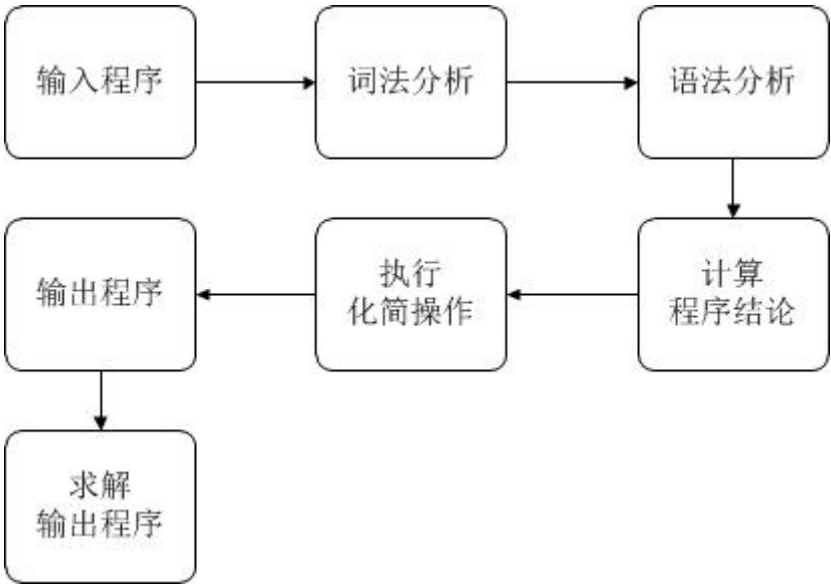 输入程序
词法分析
语法分析
计算
程序结论
执行
化简操作
输出程序
求解
输出程序